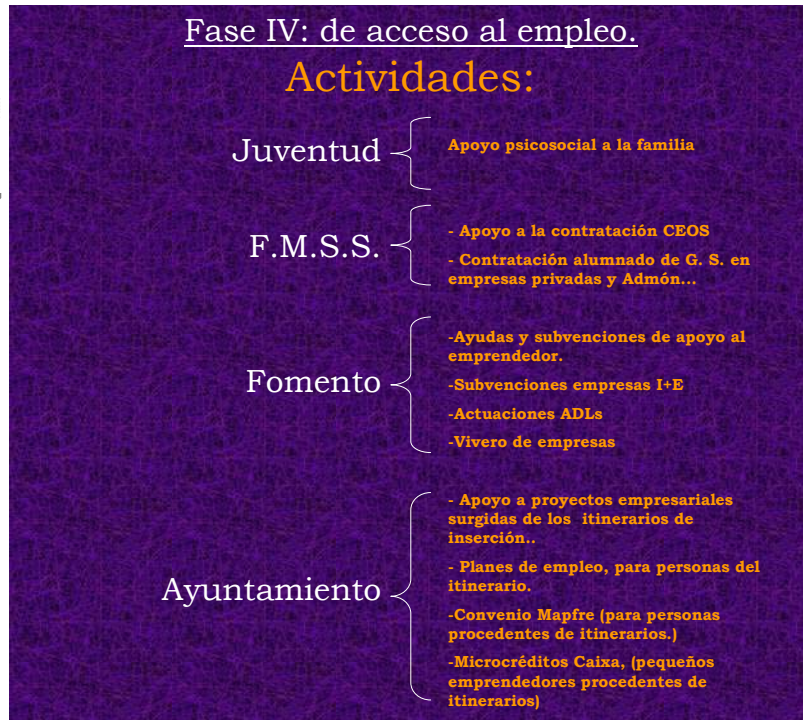 Fase IV: de acceso al empleo.
Actividades:
Juventud
Apoyo psicosocial a la familia
F.M.S.S.
- Apoyo a la contratación CEOS
- Contratación alumnado de G. S. en
empresas privadas y Admón...
Fomento
-Ayudas y subvenciones de apoyo al
emprendedor.
-Subvenciones empresas I+E
-Actuaciones ADLs
-Vivero de empresas
Ayuntamiento
- Apoyo a proyectos empresariales
surgidas de los itinerarios de
inserción..
- Planes de empleo, para personas del
itinerario.
-Convenio Mapfre (para personas
procedentes de itinerarios.)
-Microcréditos Caixa, (pequeños
emprendedores procedentes de
itinerarios)